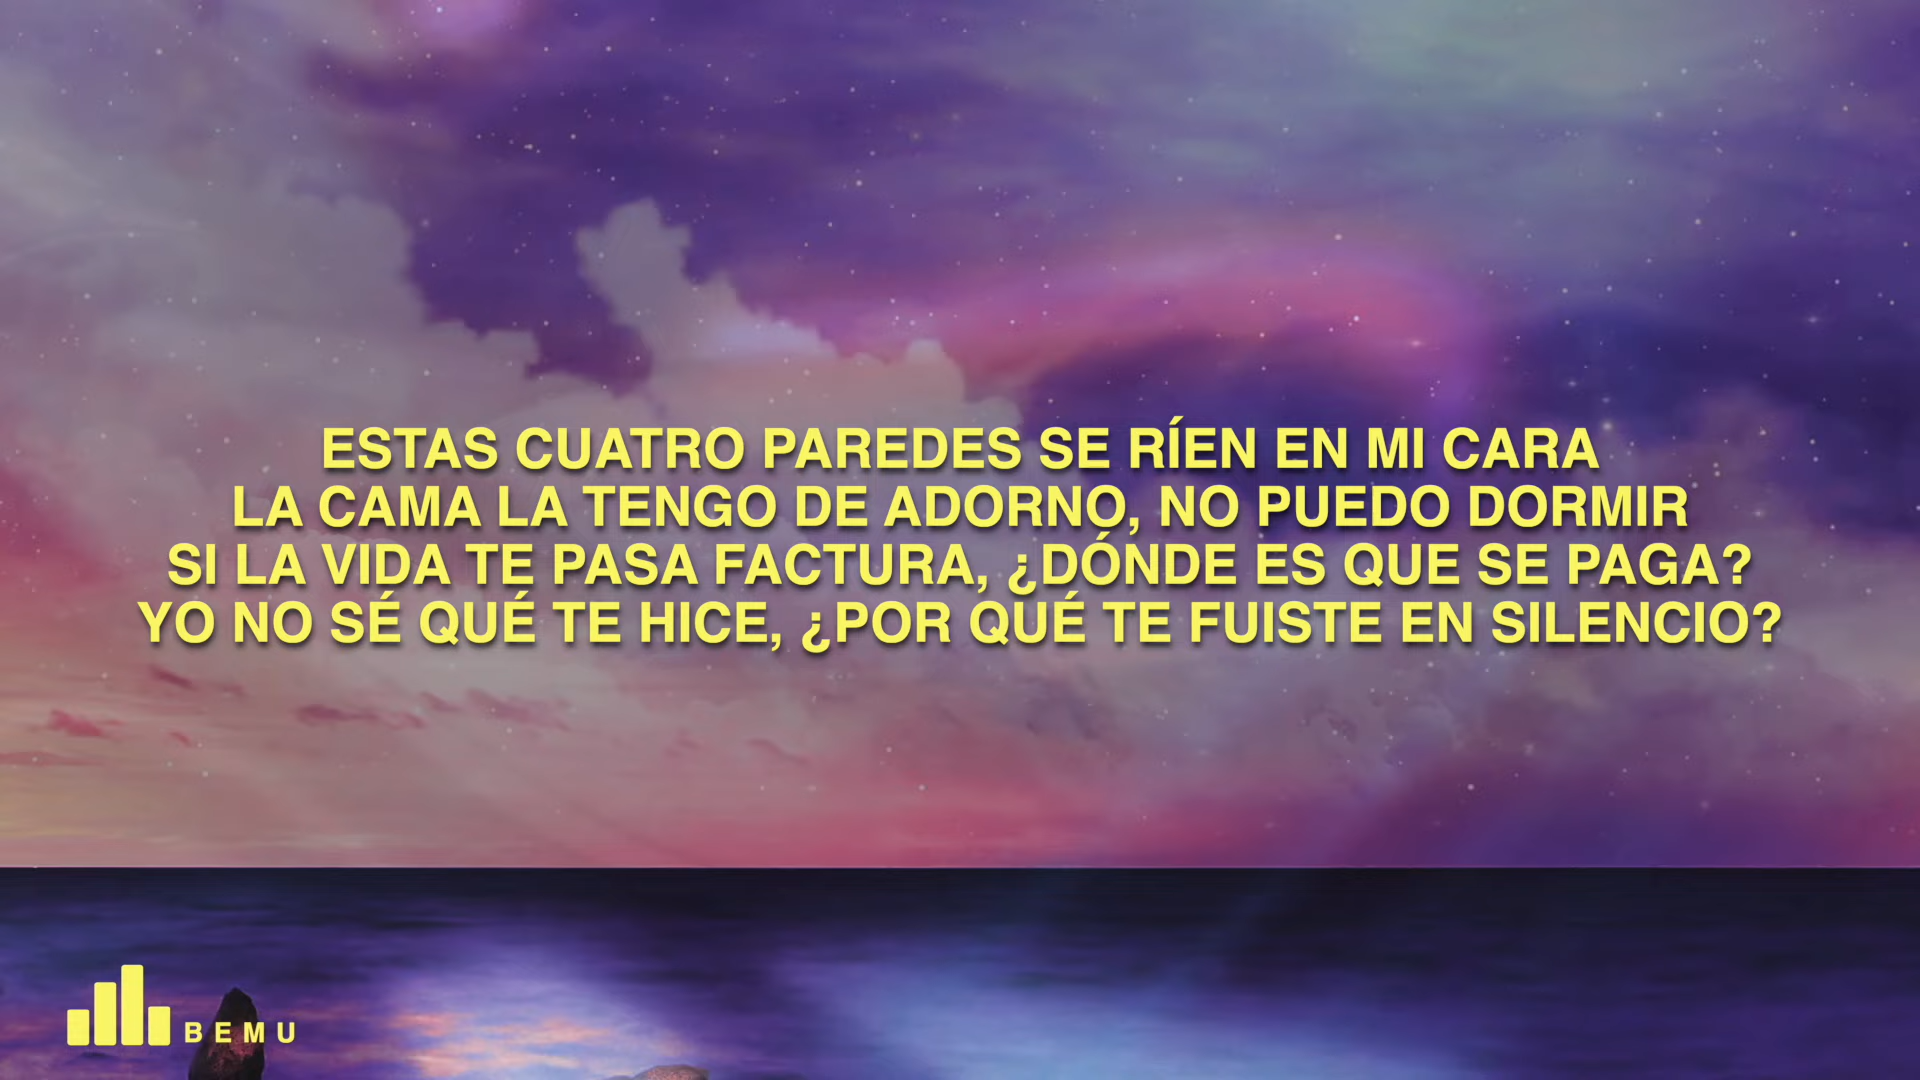 ESTAS CUATRO PAREDES SE RÍEN EN MI CARA
LA CAMA LA TENGO DE ADORNO, NO PUEDO DORMIR
SI LA VIDA TE PASA FACTURA, ¿DÓNDE ES QUE SE PAGA?
YO NO SÉ QUÉ TE HICE, ¿POR QUÉ TE FUISTE EN SILENCIO?
BEMU